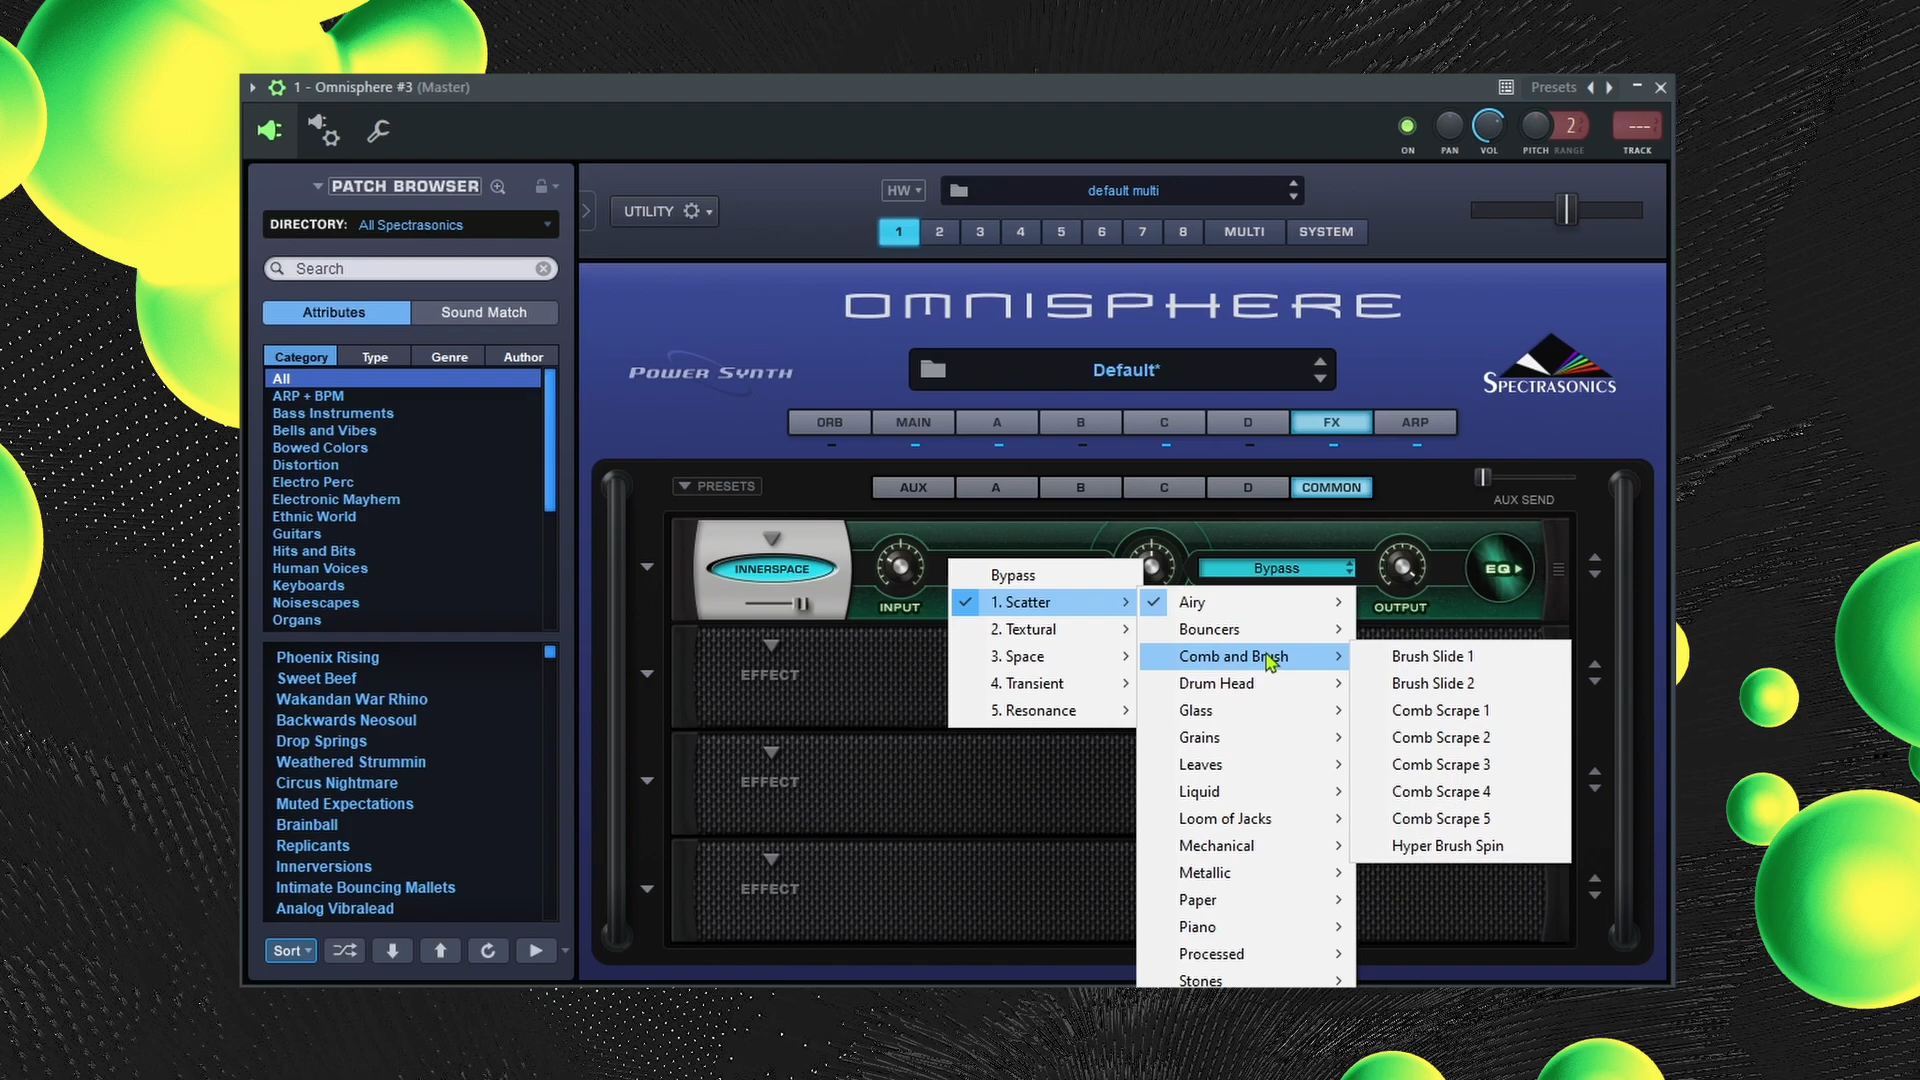 1 - Omnisphere #3 (Master)
Presets
2
---
ON
PAN
VOL
PITCH RANGE
TRACK
PATCH BROWSER
DIRECTORY: All Spectrasonics
Search
Attributes
Sound Match
Category
Type
Genre
Author
All
ARP + BPM
Bass Instruments
Bells and Vibes
Bowed Colors
Distortion
Electro Perc
Electronic Mayhem
Ethnic World
Guitars
Hits and Bits
Human Voices
Keyboards
Noisescapes
Organs
Phoenix Rising
Sweet Beef
Wakandan War Rhino
Backwards Neosoul
Drop Springs
Weathered Strummin
Circus Nightmare
Muted Expectations
Brainball
Replicants
Innerversions
Intimate Bouncing Mallets
Analog Vibralead
Sort
UTILITY
HW
default multi
1 2 3 4 5 6 7 8 MULTI SYSTEM
OMNISPHERE
POWER SYNTH
Default*
SPECTRASONICS
ORB MAIN A B C D FX ARP
PRESETS
AUX A B C D COMMON
AUX SEND
INNERSPACE
INPUT
Bypass
OUTPUT
EQ
EFFECT
EFFECT
EFFECT
Bypass
1. Scatter
2. Textural
3. Space
4. Transient
5. Resonance
Airy
Bouncers
Comb and Brush
Drum Head
Glass
Grains
Leaves
Liquid
Loom of Jacks
Mechanical
Metallic
Paper
Piano
Processed
Stones
Brush Slide 1
Brush Slide 2
Comb Scrape 1
Comb Scrape 2
Comb Scrape 3
Comb Scrape 4
Comb Scrape 5
Hyper Brush Spin